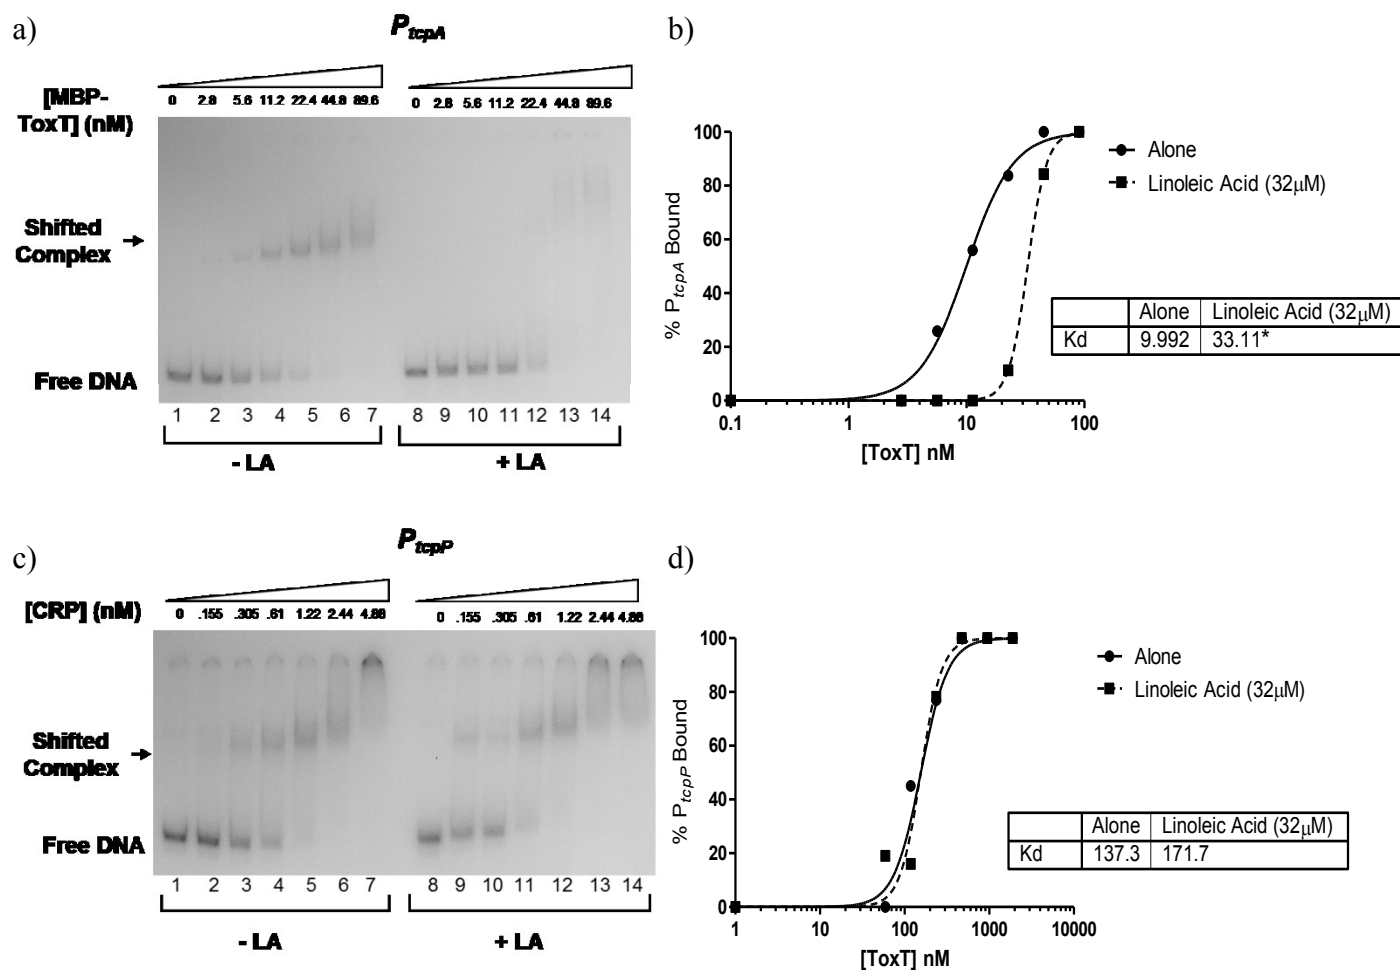 a)
P_tcpA
[MBP-
ToxT] (nM)
0 2.8 5.6 11.2 22.4 44.8 89.6
0 2.8 5.6 11.2 22.4 44.8 89.6
Shifted
Complex
Free DNA
1 2 3 4 5 6 7
8 9 10 11 12 13 14
- LA
+ LA
b)
100
80
60
40
20
0
% P_tcpA Bound
0.1 1 10 100
[ToxT] nM
Alone
Linoleic Acid (32µM)
Alone Linoleic Acid (32µM)
Kd 9.992 33.11*
c)
P_tcpP
[CRP] (nM)
0 .155 .305 .61 1.22 2.44 4.88
0 .155 .305 .61 1.22 2.44 4.88
Shifted
Complex
Free DNA
1 2 3 4 5 6 7
8 9 10 11 12 13 14
- LA
+ LA
d)
100
80
60
40
20
0
% P_tcpP Bound
1 10 100 1000 10000
[ToxT] nM
Alone
Linoleic Acid (32µM)
Alone Linoleic Acid (32µM)
Kd 137.3 171.7